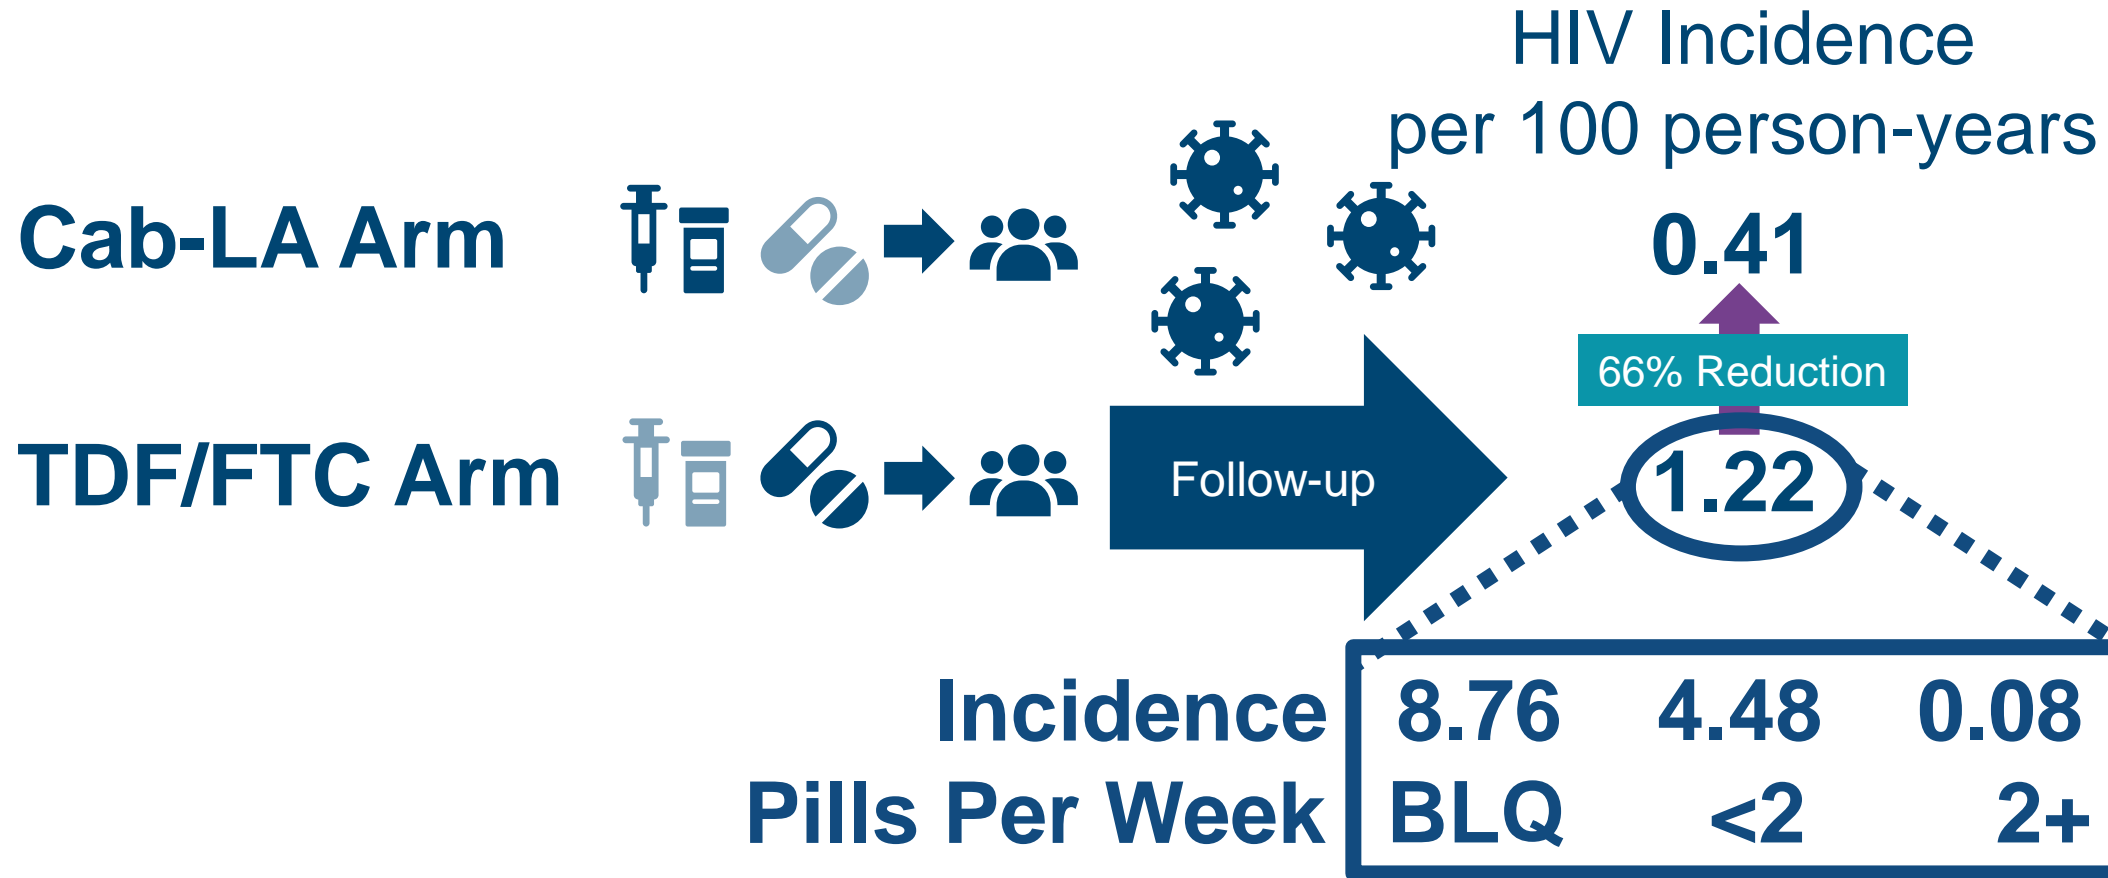 HIV Incidence
per 100 person-years
Cab-LA Arm
0.41
66% Reduction
TDF/FTC Arm
Follow-up
1.22
Incidence 8.76 4.48 0.08
Pills Per Week BLQ <2 2+